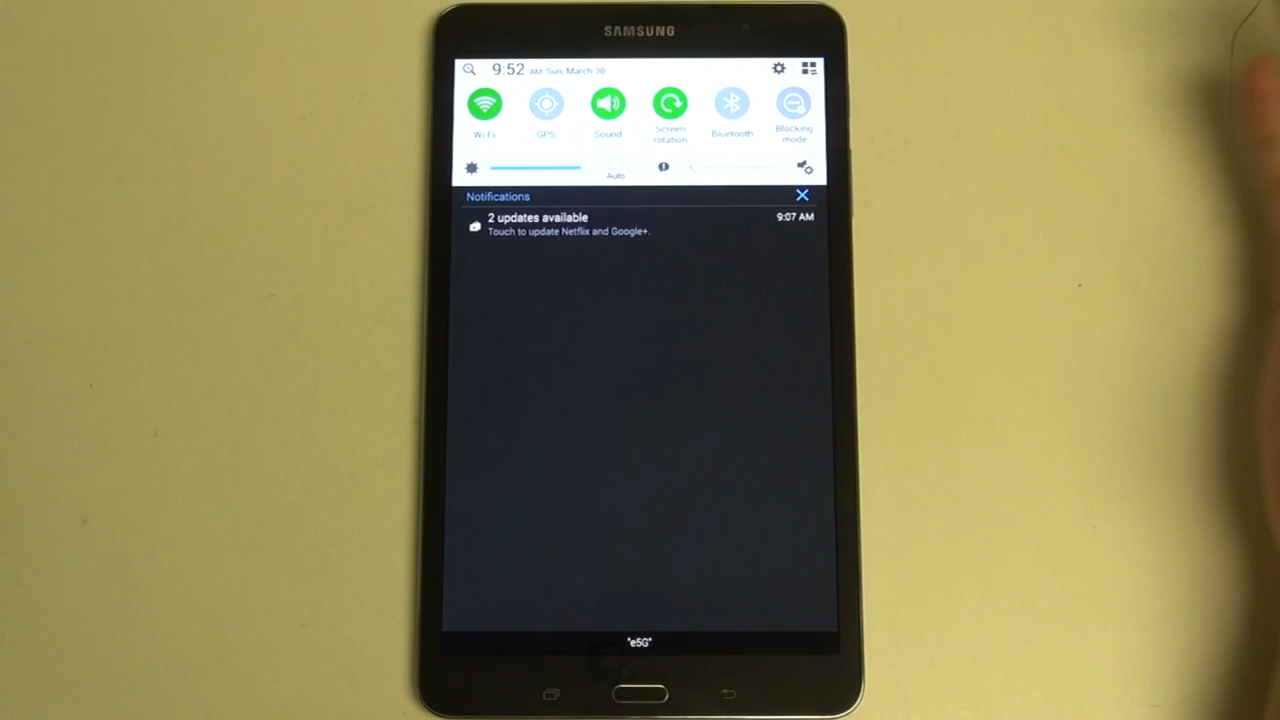 SAMSUNG
9:52 AM Sun, March 30
Wi-Fi GPS Sound Screen rotation Bluetooth Blocking mode
Auto
Notifications
2 updates available 9:07 AM
Touch to update Netflix and Google+.
"e5G"